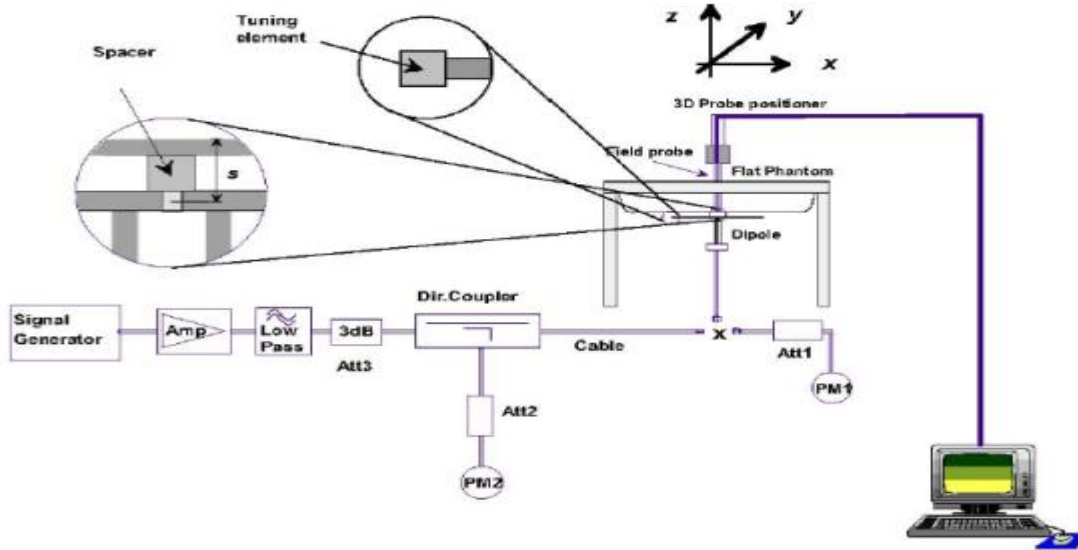 Tuning
element
z
y
x
Spacer
s
3D Probe positioner
Field probe
Flat Phantom
Dipole
Dir.Coupler
Signal
Generator
Amp
Low
Pass
3dB
Att3
Cable
X
Att1
PM1
Att2
PM2